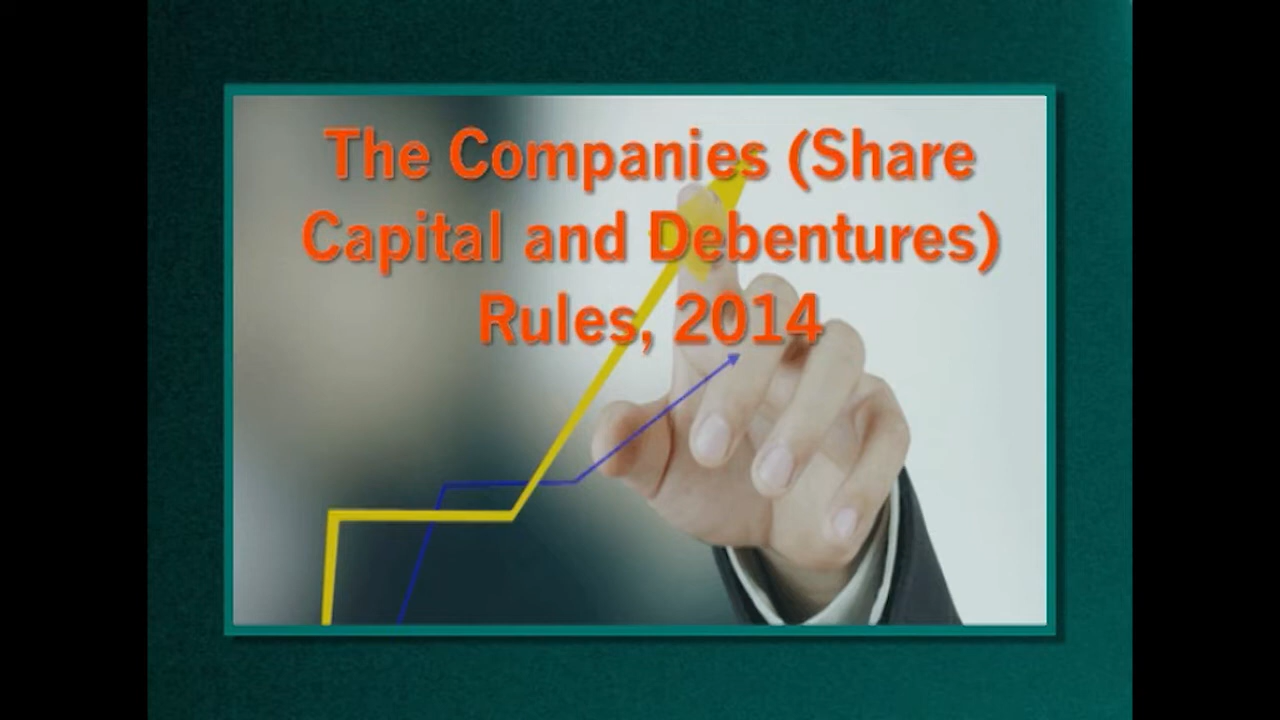 The Companies (Share
Capital and Debentures)
Rules, 2014